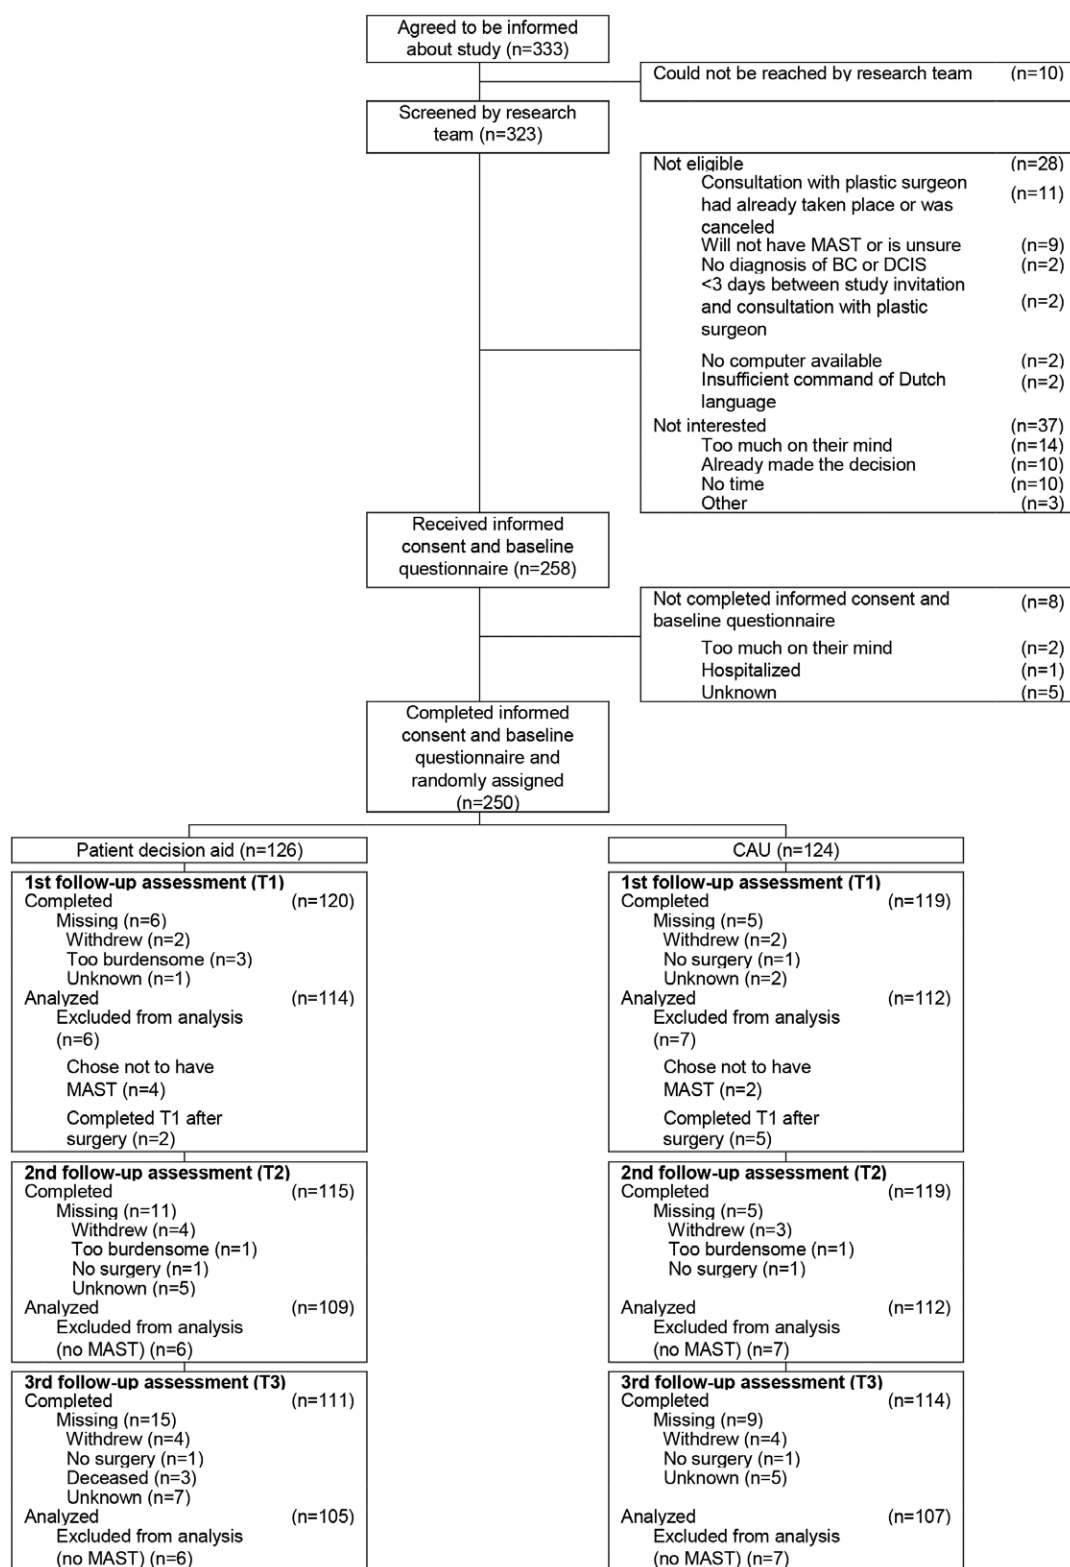 Agreed to be informed
about study (n=333)
Could not be reached by research team (n=10)
Screened by research
team (n=323)
Not eligible (n=28)
Consultation with plastic surgeon
had already taken place or was
canceled
(n=11)
Will not have MAST or is unsure (n=9)
No diagnosis of BC or DCIS (n=2)
<3 days between study invitation
and consultation with plastic
surgeon
(n=2)
No computer available (n=2)
Insufficient command of Dutch
language
(n=2)
Not interested (n=37)
Too much on their mind (n=14)
Already made the decision (n=10)
No time (n=10)
Other (n=3)
Received informed
consent and baseline
questionnaire (n=258)
Not completed informed consent and
baseline questionnaire
(n=8)
Too much on their mind (n=2)
Hospitalized (n=1)
Unknown (n=5)
Completed informed
consent and baseline
questionnaire and
randomly assigned
(n=250)
Patient decision aid (n=126)
1st follow-up assessment (T1)
Completed (n=120)
Missing (n=6)
Withdrew (n=2)
Too burdensome (n=3)
Unknown (n=1)
Analyzed (n=114)
Excluded from analysis
(n=6)
Chose not to have
MAST (n=4)
Completed T1 after
surgery (n=2)
2nd follow-up assessment (T2)
Completed (n=115)
Missing (n=11)
Withdrew (n=4)
Too burdensome (n=1)
No surgery (n=1)
Unknown (n=5)
Analyzed (n=109)
Excluded from analysis
(no MAST) (n=6)
3rd follow-up assessment (T3)
Completed (n=111)
Missing (n=15)
Withdrew (n=4)
No surgery (n=1)
Deceased (n=3)
Unknown (n=7)
Analyzed (n=105)
Excluded from analysis
(no MAST) (n=6)
CAU (n=124)
1st follow-up assessment (T1)
Completed (n=119)
Missing (n=5)
Withdrew (n=2)
No surgery (n=1)
Unknown (n=2)
Analyzed (n=112)
Excluded from analysis
(n=7)
Chose not to have
MAST (n=2)
Completed T1 after
surgery (n=5)
2nd follow-up assessment (T2)
Completed (n=119)
Missing (n=5)
Withdrew (n=3)
Too burdensome (n=1)
No surgery (n=1)
Analyzed (n=112)
Excluded from analysis
(no MAST) (n=7)
3rd follow-up assessment (T3)
Completed (n=114)
Missing (n=9)
Withdrew (n=4)
No surgery (n=1)
Unknown (n=5)
Analyzed (n=107)
Excluded from analysis
(no MAST) (n=7)